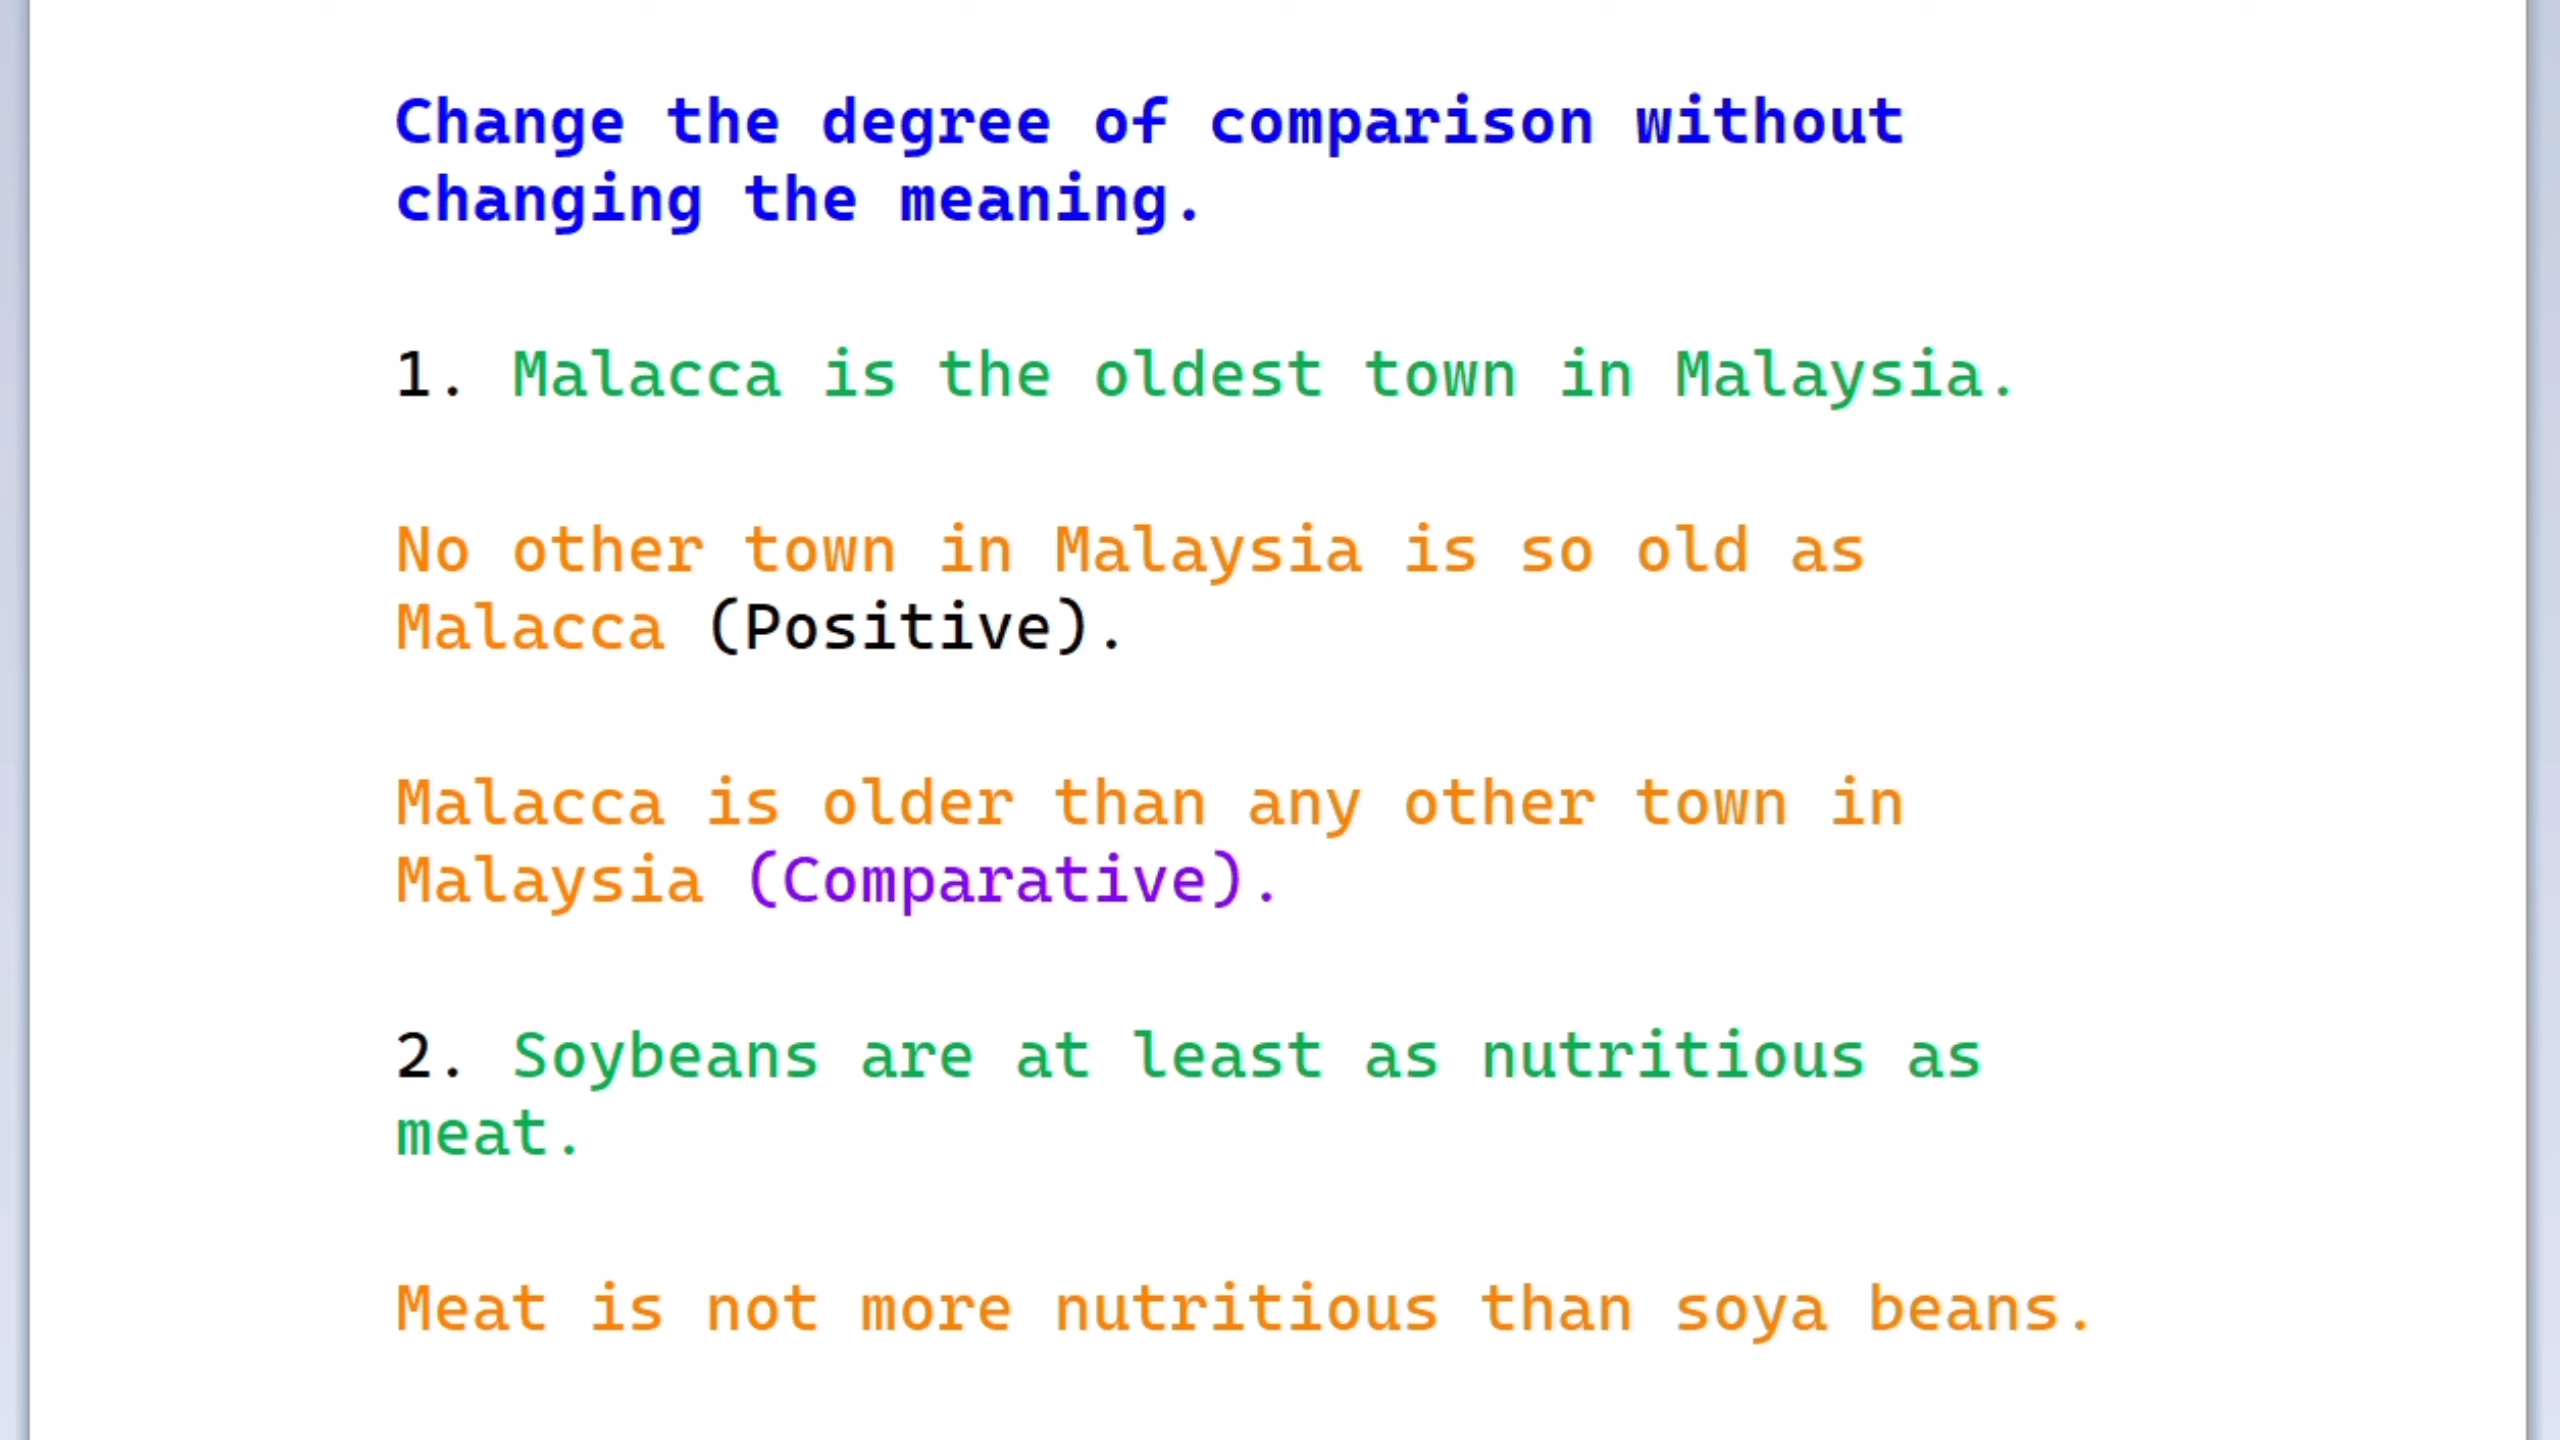 Change the degree of comparison without
changing the meaning.
1. Malacca is the oldest town in Malaysia.
No other town in Malaysia is so old as
Malacca (Positive).
Malacca is older than any other town in
Malaysia (Comparative).
2. Soybeans are at least as nutritious as
meat.
Meat is not more nutritious than soya beans.